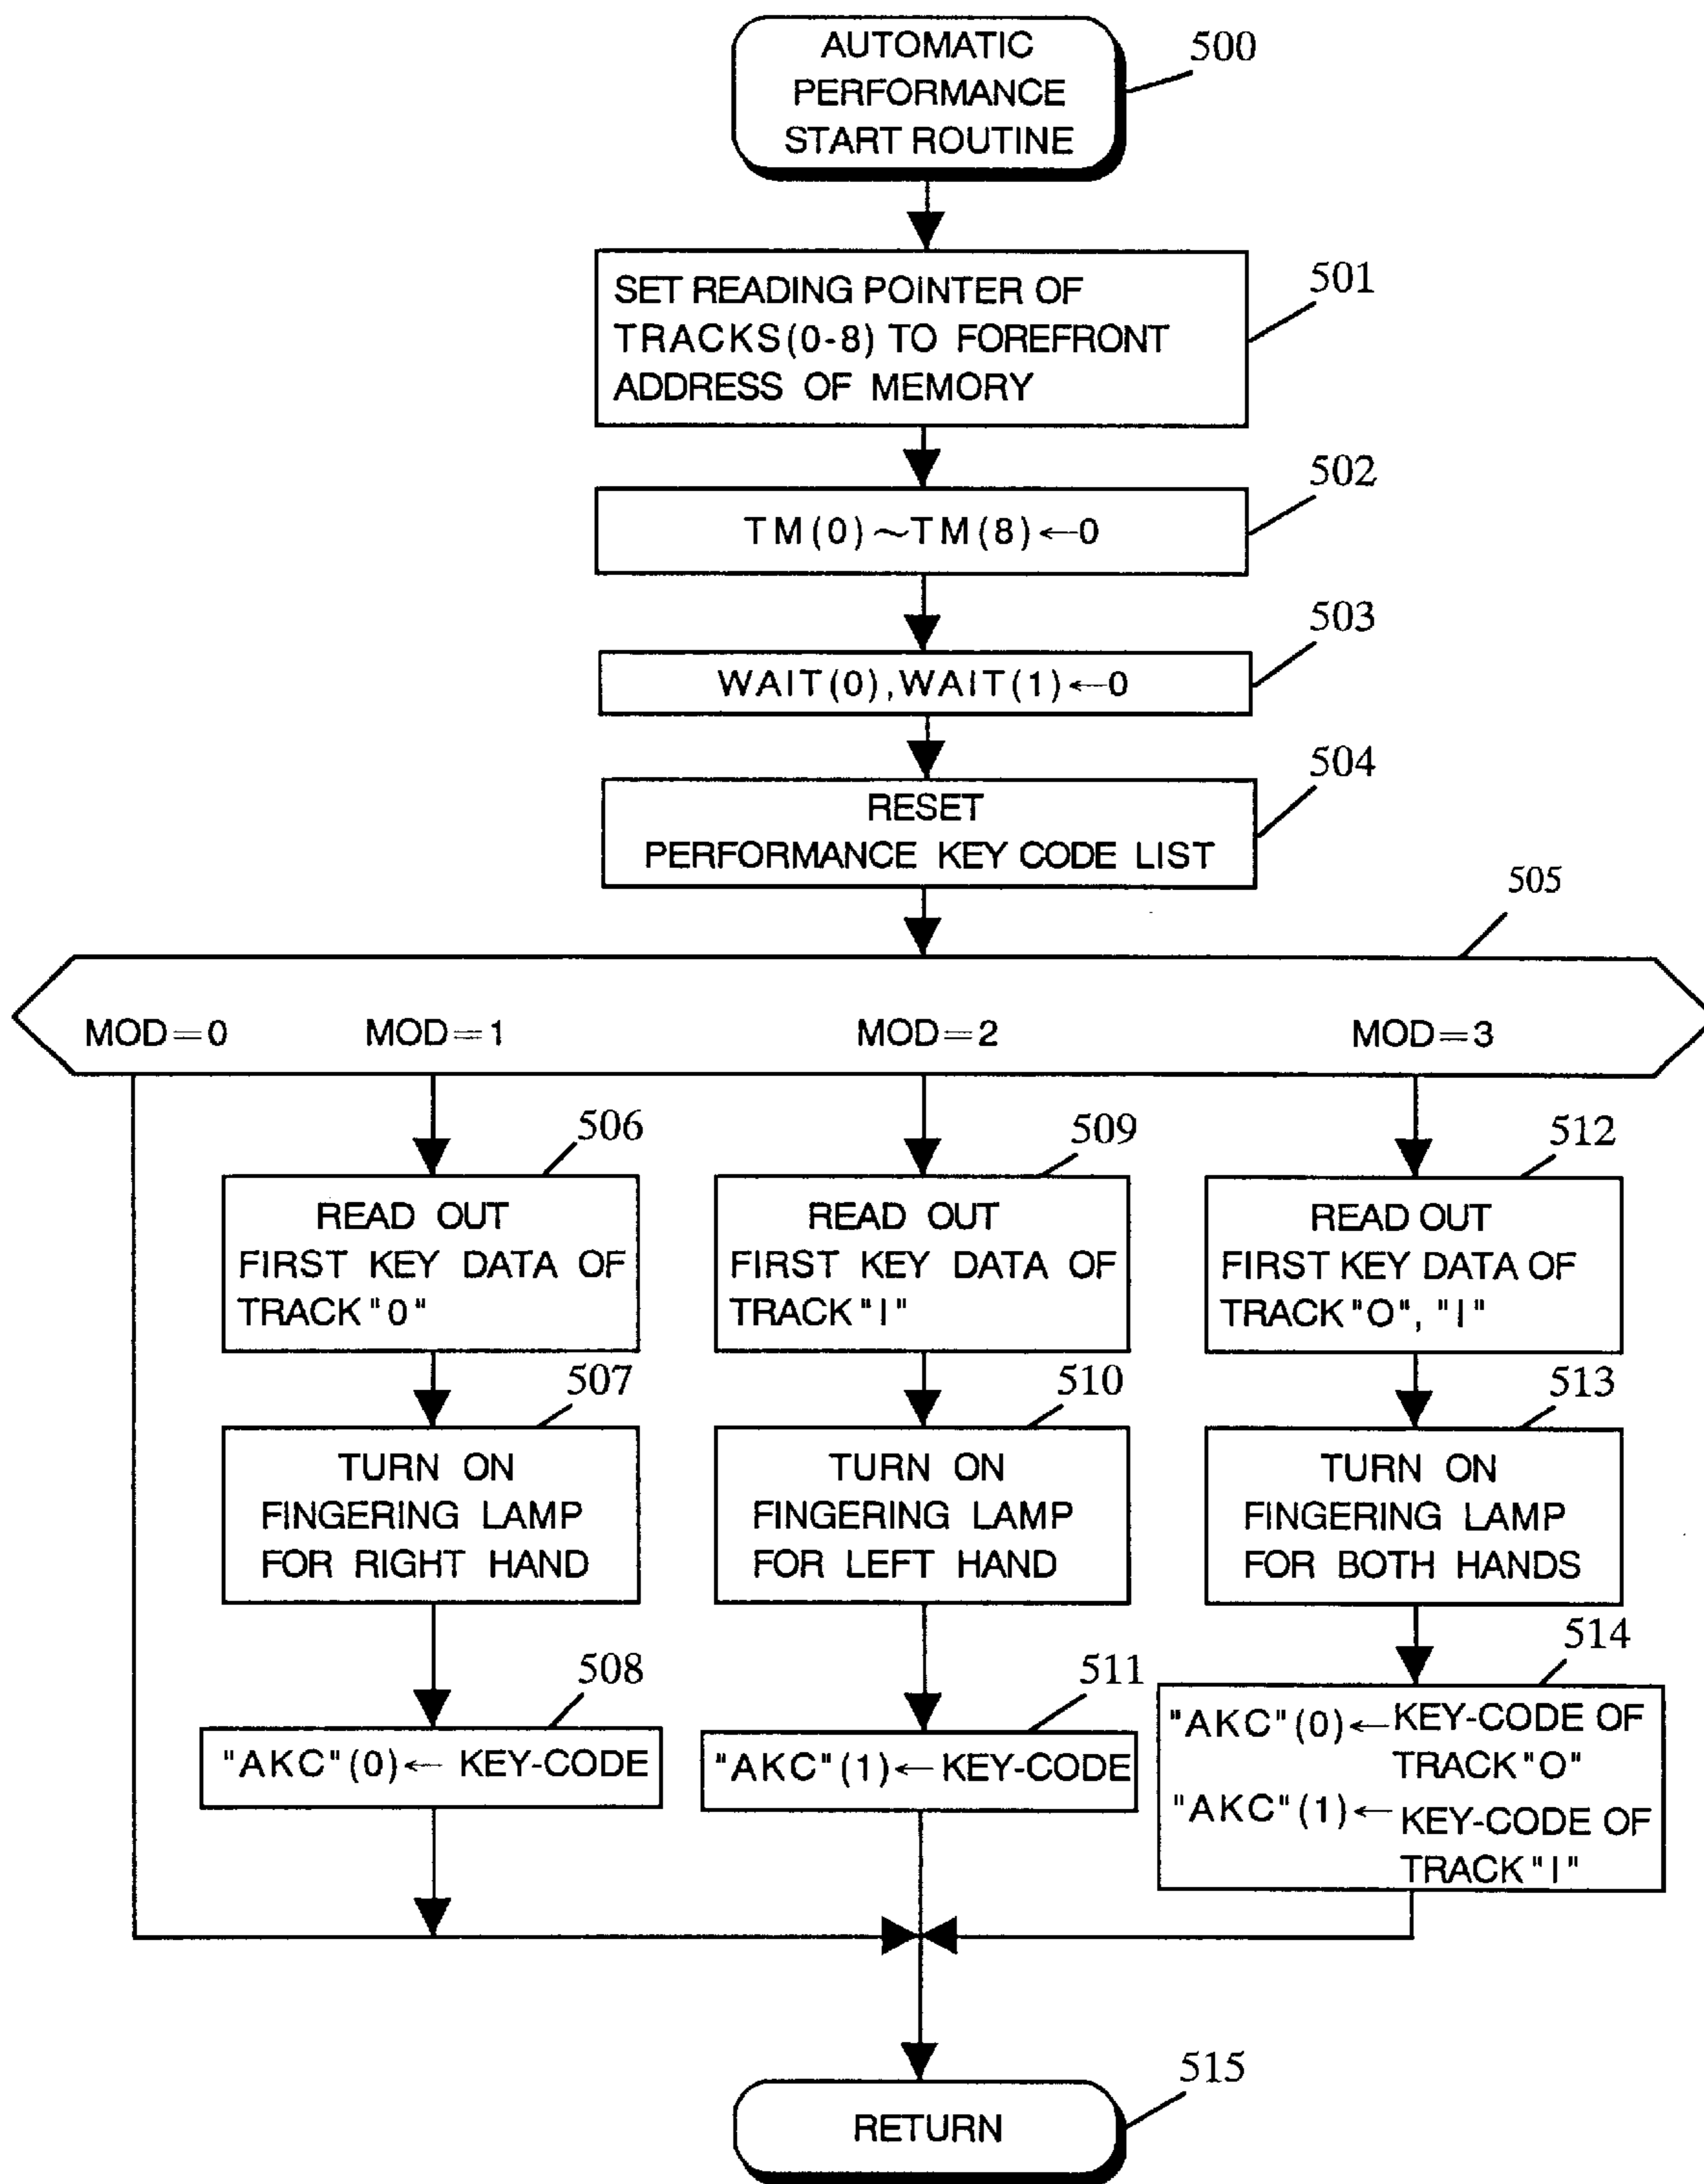 AUTOMATIC
PERFORMANCE
START ROUTINE
500
SET READING POINTER OF
TRACKS(0-8) TO FOREFRONT
ADDRESS OF MEMORY
501
TM(0)~TM(8)←0
502
WAIT(0),WAIT(1)←0
503
RESET
PERFORMANCE KEY CODE LIST
504
505
MOD=0
MOD=1
MOD=2
MOD=3
506
READ OUT
FIRST KEY DATA OF
TRACK"0"
507
TURN ON
FINGERING LAMP
FOR RIGHT HAND
508
"AKC"(0)← KEY-CODE
509
READ OUT
FIRST KEY DATA OF
TRACK"I"
510
TURN ON
FINGERING LAMP
FOR LEFT HAND
511
"AKC"(1)← KEY-CODE
512
READ OUT
FIRST KEY DATA OF
TRACK"O", "I"
513
TURN ON
FINGERING LAMP
FOR BOTH HANDS
514
"AKC"(0)← KEY-CODE OF
TRACK"O"
"AKC"(1)← KEY-CODE OF
TRACK"I"
RETURN
515